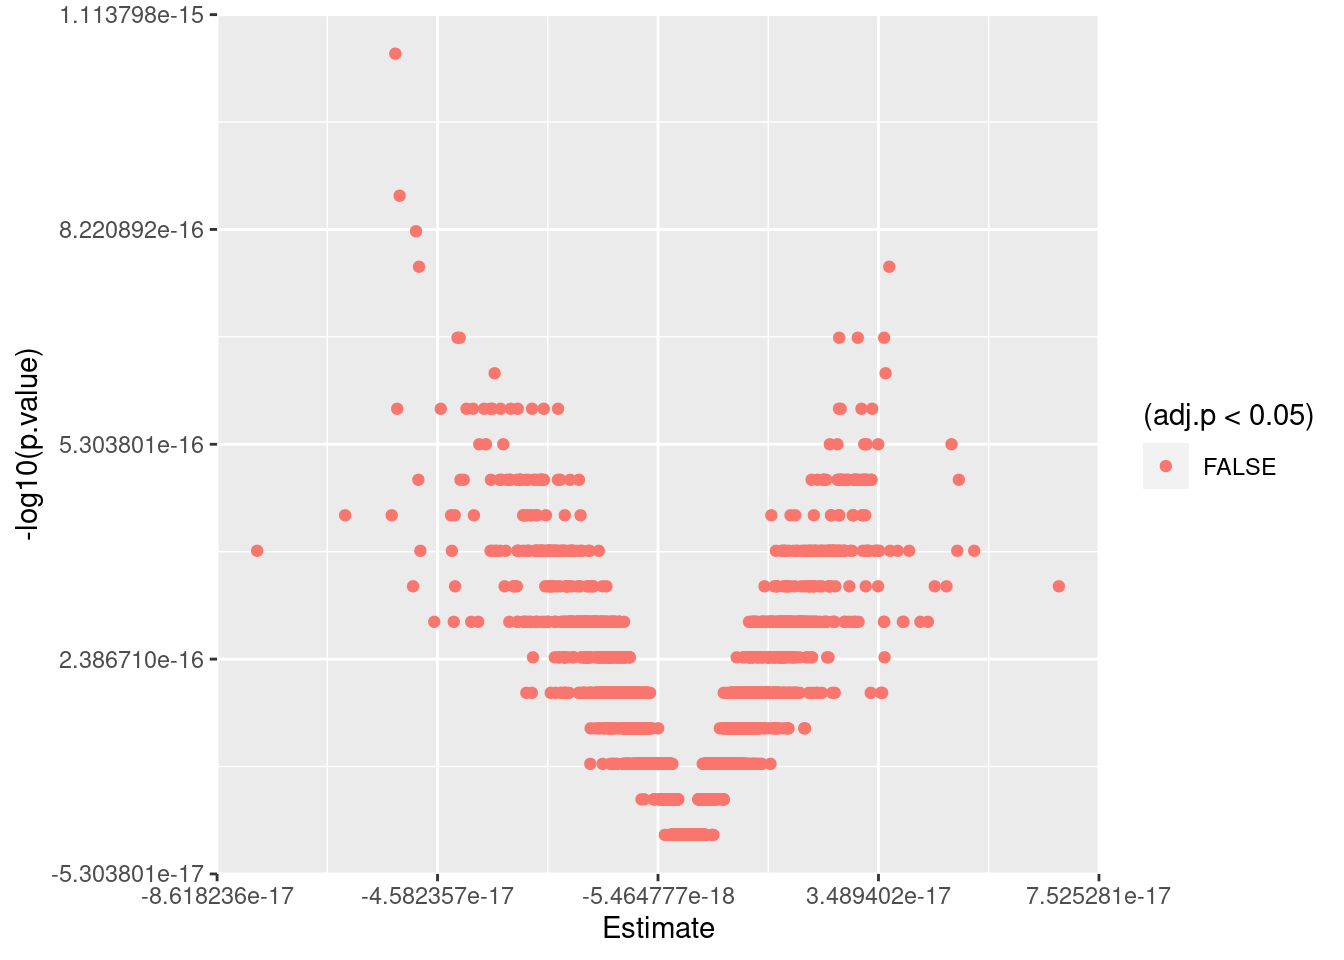 1.113798e-15
8.220892e-16
5.303801e-16
2.386710e-16
-5.303801e-17
-log10(p.value)
-8.618236e-17
-4.582357e-17
-5.464777e-18
3.489402e-17
7.525281e-17
Estimate
(adj.p < 0.05)
FALSE